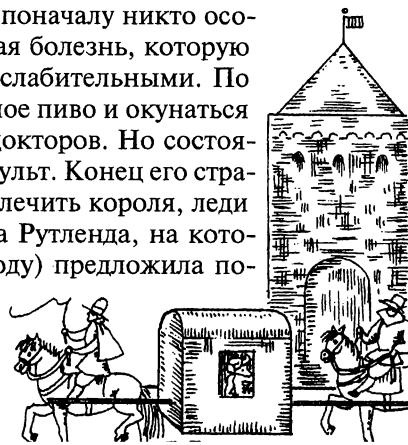 поначалу никто осо-
ая болезнь, которую
слабительными. По
ное пиво и окунаться
докторов. Но состоя-
ульт. Конец его стра-
лечить короля, леди
а Рутленда, на кото-
оду) предложила по-